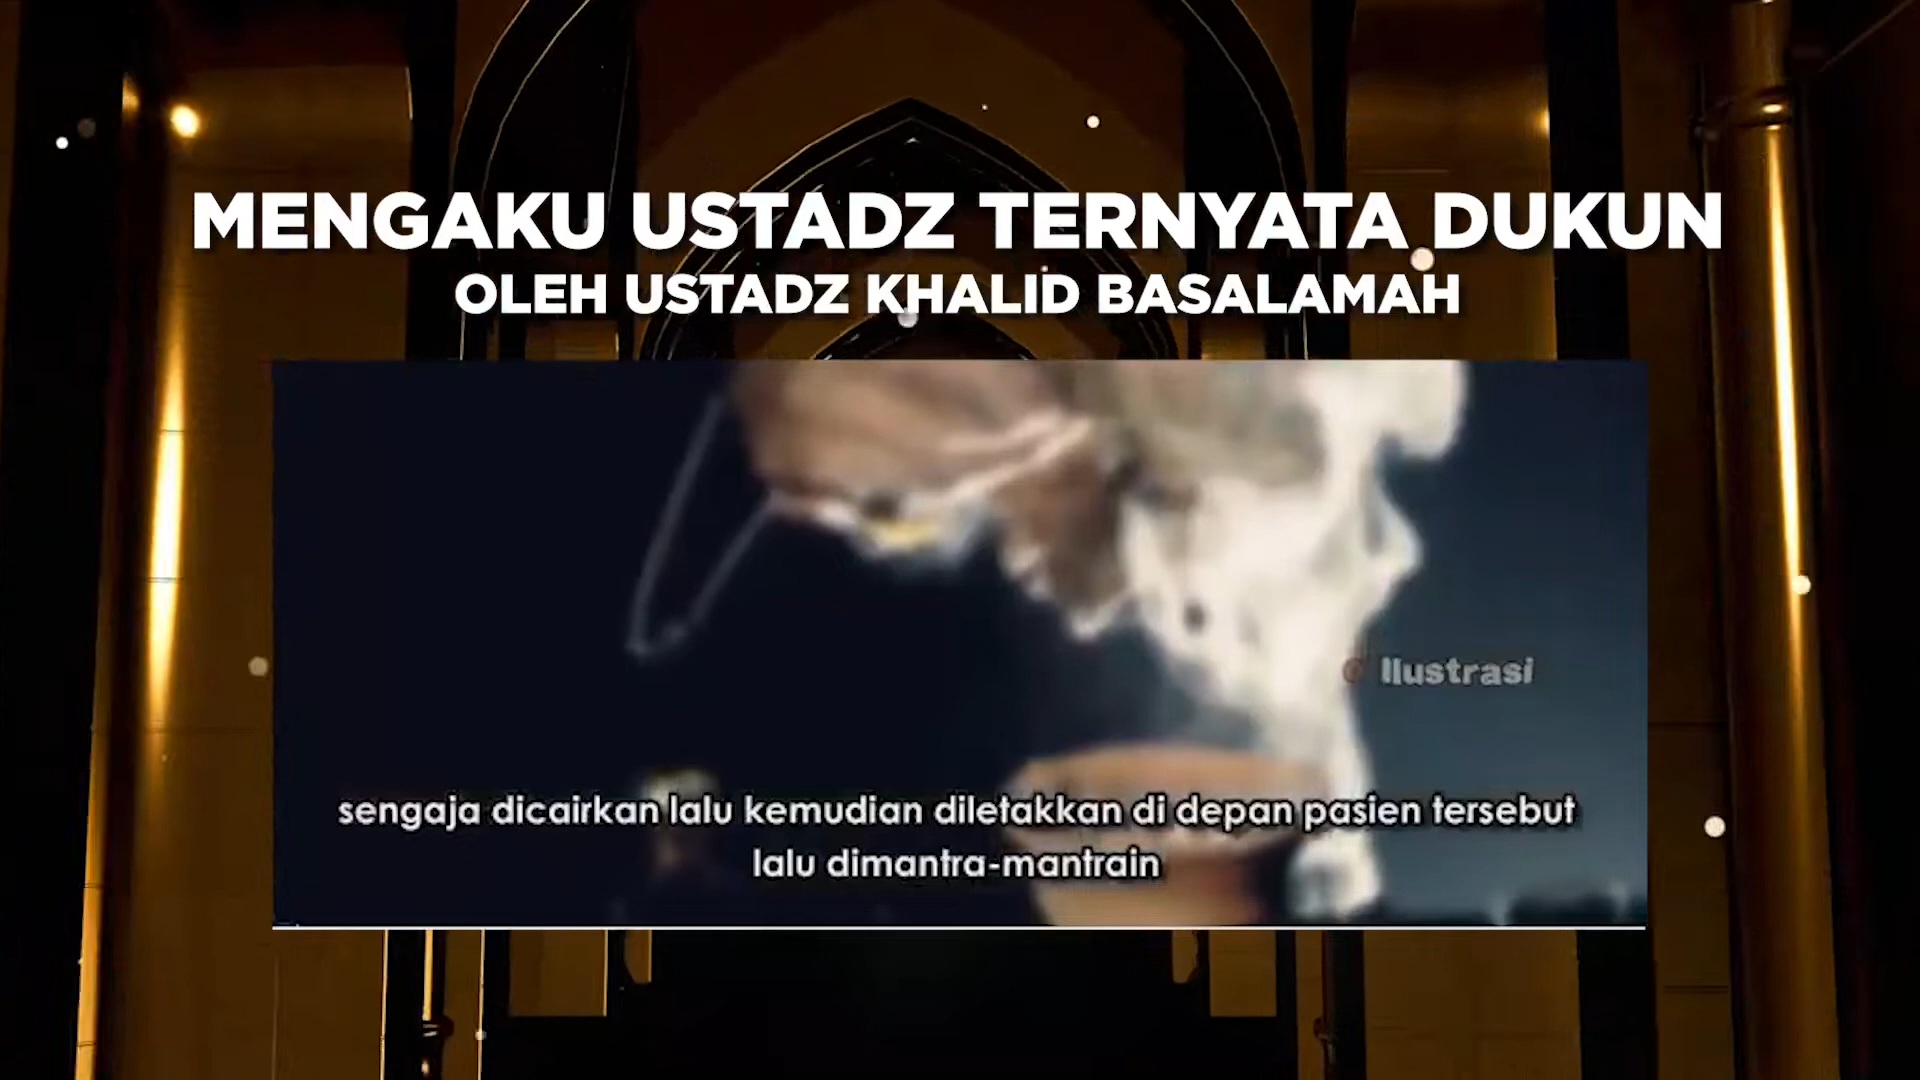 MENGAKU USTADZ TERNYATA DUKUN
OLEH USTADZ KHALID BASALAMAH
Ilustrasi
sengaja dicairkan lalu kemudian diletakkan di depan pasien tersebut
lalu dimantra-mantrain